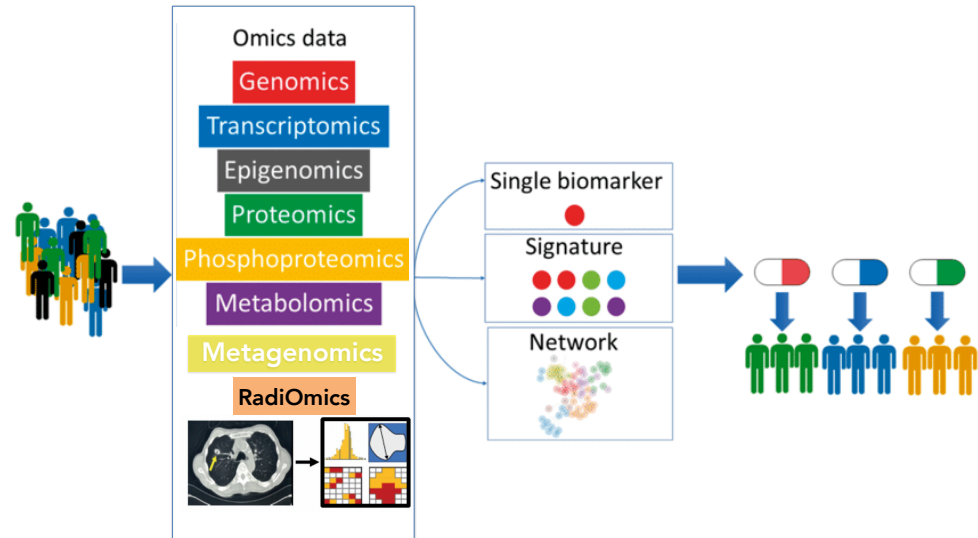 Omics data
Genomics
Transcriptomics
Epigenomics
Proteomics
Phosphoproteomics
Metabolomics
Metagenomics
RadiOmics
Single biomarker
Signature
Network